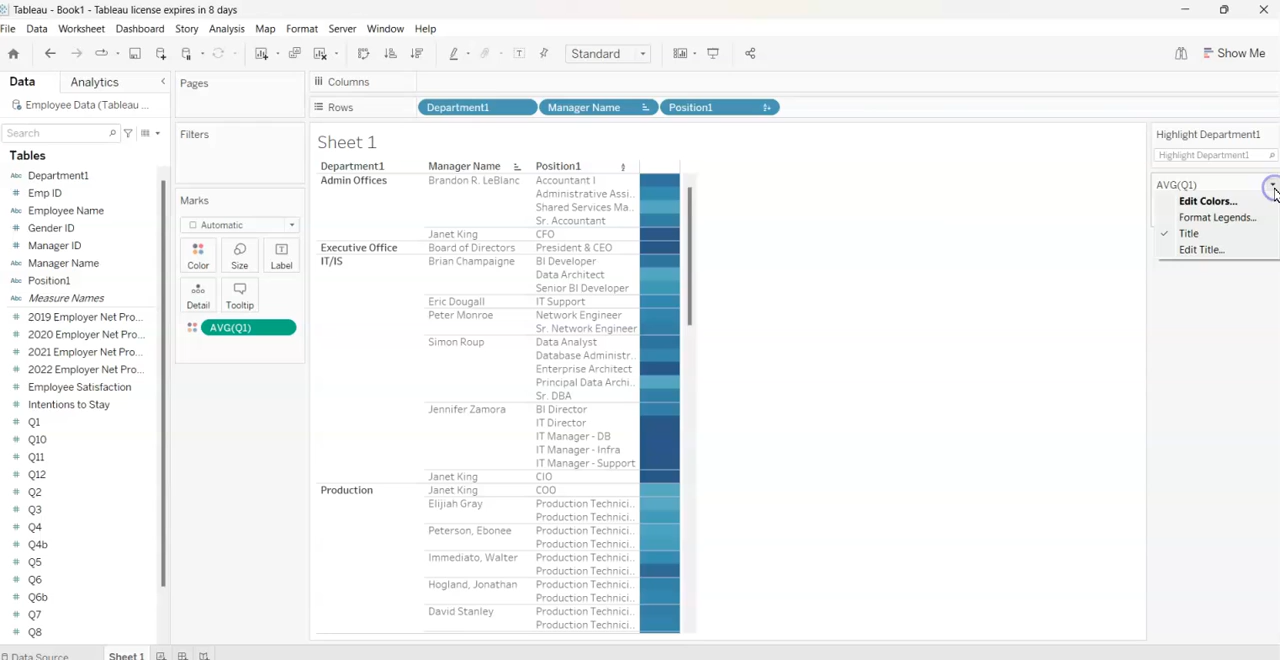 Tableau - Book1 - Tableau license expires in 8 days
File Data Worksheet Dashboard Story Analysis Map Format Server Window Help
Standard
Show Me
Data Analytics
Employee Data (Tableau ...
Search
Tables
Abc Department1
# Emp ID
Abc Employee Name
# Gender ID
# Manager ID
Abc Manager Name
Abc Position1
Abc Measure Names
# 2019 Employer Net Pro...
# 2020 Employer Net Pro...
# 2021 Employer Net Pro...
# 2022 Employer Net Pro...
# Employee Satisfaction
# Intentions to Stay
# Q1
# Q10
# Q11
# Q12
# Q2
# Q3
# Q4
# Q4b
# Q5
# Q6
# Q6b
# Q7
# Q8
Pages
Filters
Marks
Automatic
Color Size Label
Detail Tooltip
AVG(Q1)
Columns
Rows Department1 Manager Name Position1
Sheet 1
Department1 Manager Name Position1
Admin Offices Brandon R. LeBlanc Accountant I
Administrative Assi..
Shared Services Ma..
Sr. Accountant
Janet King CFO
Executive Office Board of Directors President & CEO
IT/IS Brian Champaigne BI Developer
Data Architect
Senior BI Developer
Eric Dougall IT Support
Peter Monroe Network Engineer
Sr. Network Engineer
Simon Roup Data Analyst
Database Administr..
Enterprise Architect
Principal Data Archi..
Sr. DBA
Jennifer Zamora BI Director
IT Director
IT Manager - DB
IT Manager - Infra
IT Manager - Support
Janet King CIO
Production Janet King COO
Elijiah Gray Production Technici..
Production Technici..
Peterson, Ebonee Production Technici..
Production Technici..
Immediato, Walter Production Technici..
Production Technici..
Hogland, Jonathan Production Technici..
Production Technici..
David Stanley Production Technici..
Production Technici..
Highlight Department1
Highlight Department1
AVG(Q1)
Edit Colors...
Format Legends...
Title
Edit Title...
Data Source Sheet 1